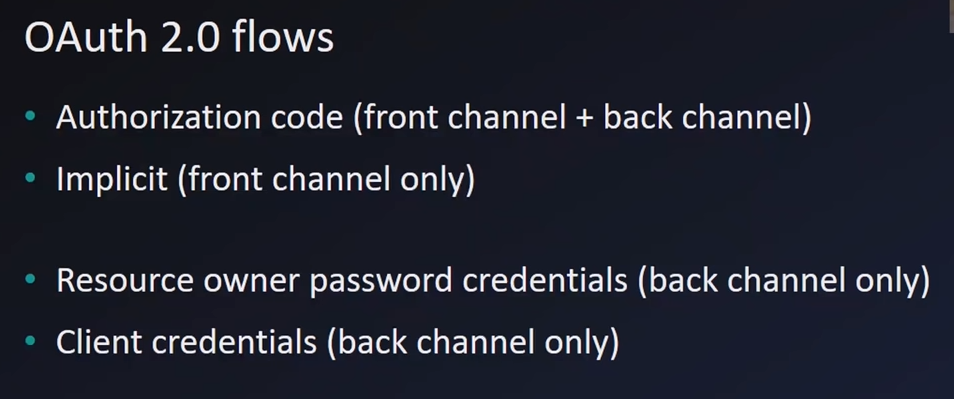 OAuth 2.0 flows
• Authorization code (front channel + back channel)
• Implicit (front channel only)
• Resource owner password credentials (back channel only)
• Client credentials (back channel only)